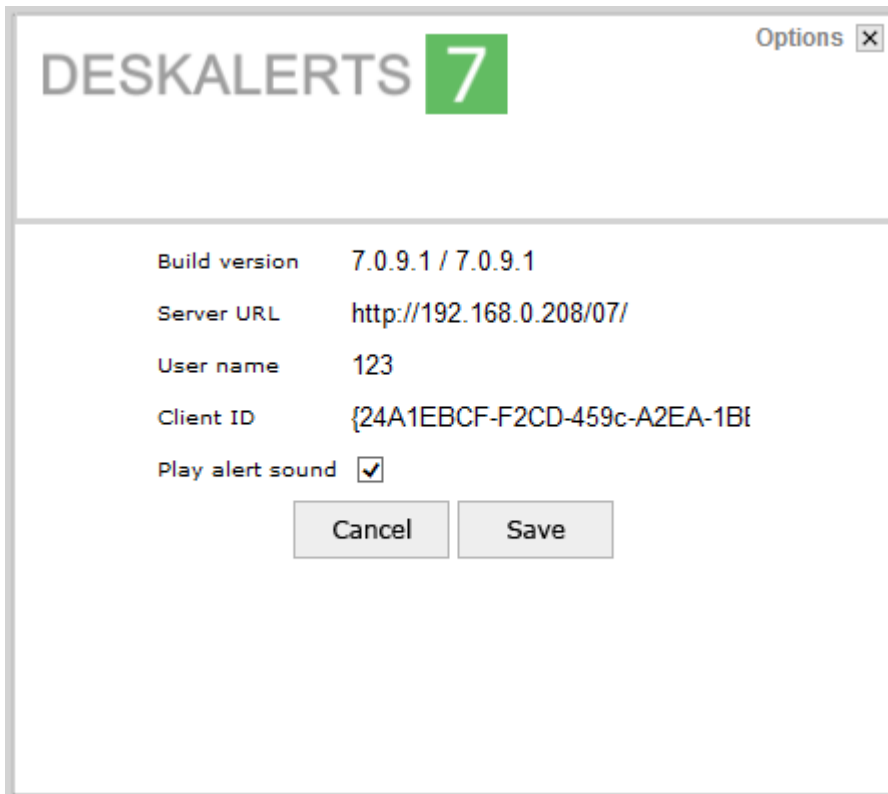 Options
DESKALERTS 7
Build version 7.0.9.1 / 7.0.9.1
Server URL http://192.168.0.208/07/
User name 123
Client ID {24A1EBCF-F2CD-459c-A2EA-1BE
Play alert sound
Cancel Save